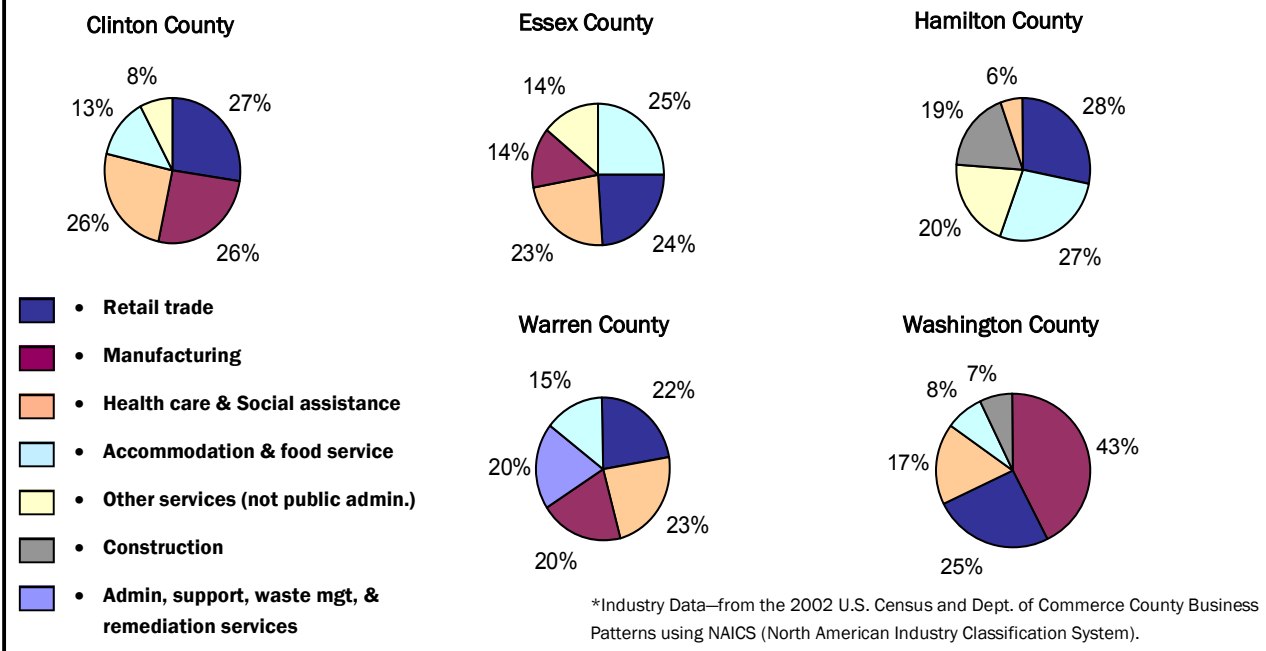 Clinton County
8%
27%
13%
26%
26%
Essex County
14%
25%
14%
23%
24%
Hamilton County
6%
28%
19%
20%
27%
• Retail trade
• Manufacturing
• Health care & Social assistance
• Accommodation & food service
• Other services (not public admin.)
• Construction
• Admin, support, waste mgt, &
remediation services
Warren County
15%
22%
20%
23%
20%
Washington County
7%
8%
43%
17%
25%
*Industry Data—from the 2002 U.S. Census and Dept. of Commerce County Business
Patterns using NAICS (North American Industry Classification System).